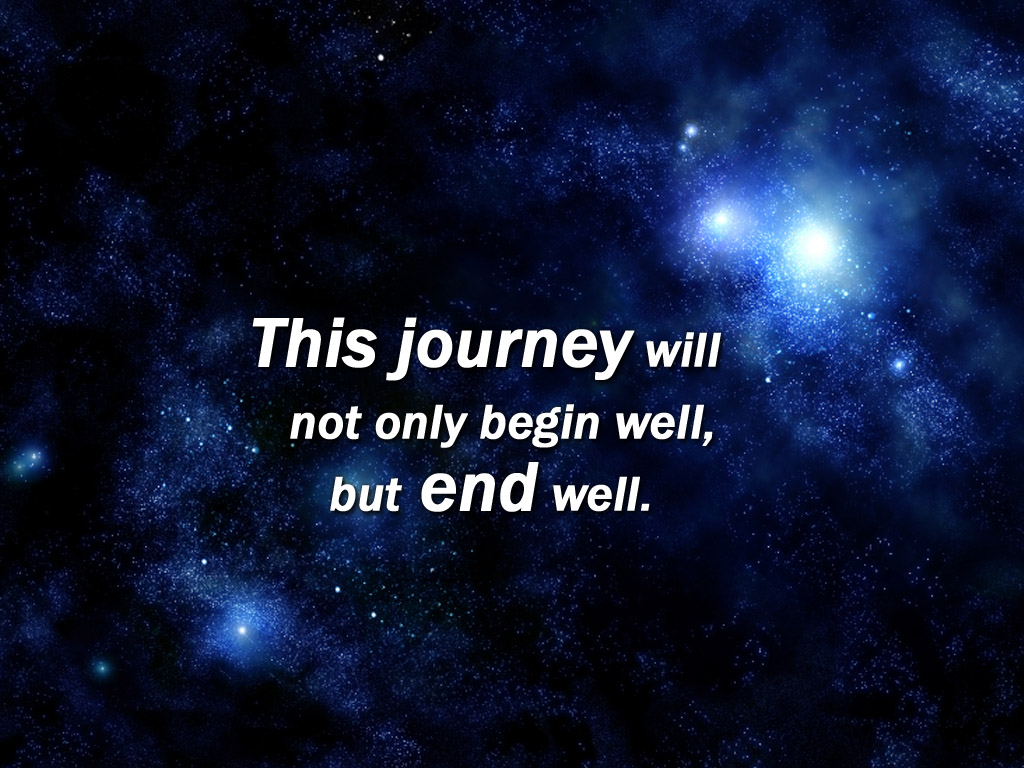 This journey will
not only begin well,
but end well.